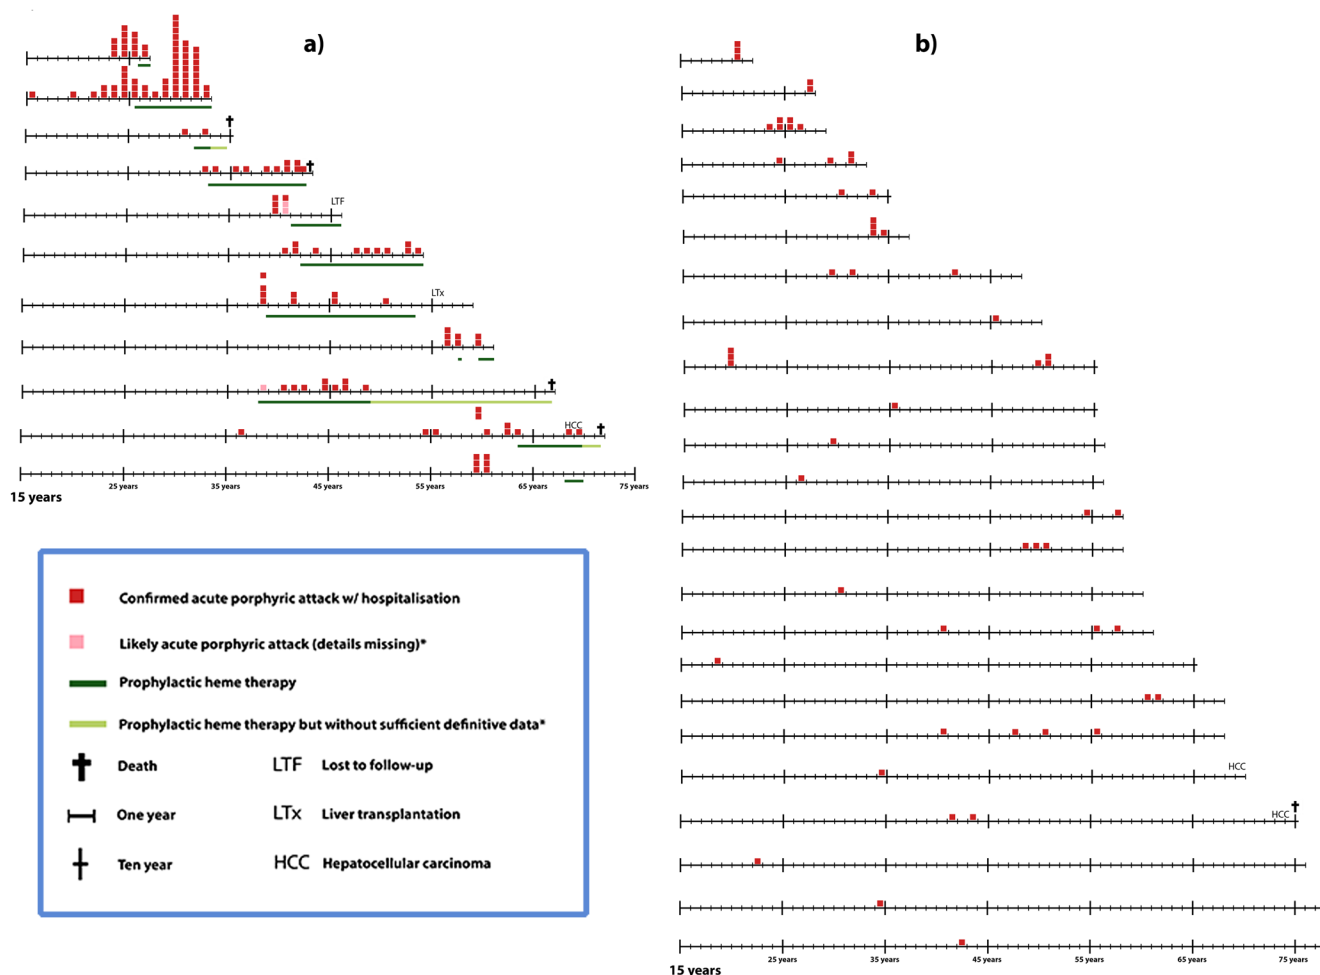 a)
LTF
LTx
HCC
25 years 35 years 45 years 55 years 65 years 75 years
15 years
Confirmed acute porphyric attack w/ hospitalisation
Likely acute porphyric attack (details missing)*
Prophylactic heme therapy
Prophylactic heme therapy but without sufficient definitive data*
Death LTF Lost to follow-up
One year LTx Liver transplantation
Ten year HCC Hepatocellular carcinoma
b)
HCC
HCC
25 years 35 years 45 years 55 years 65 years 75 years
15 years